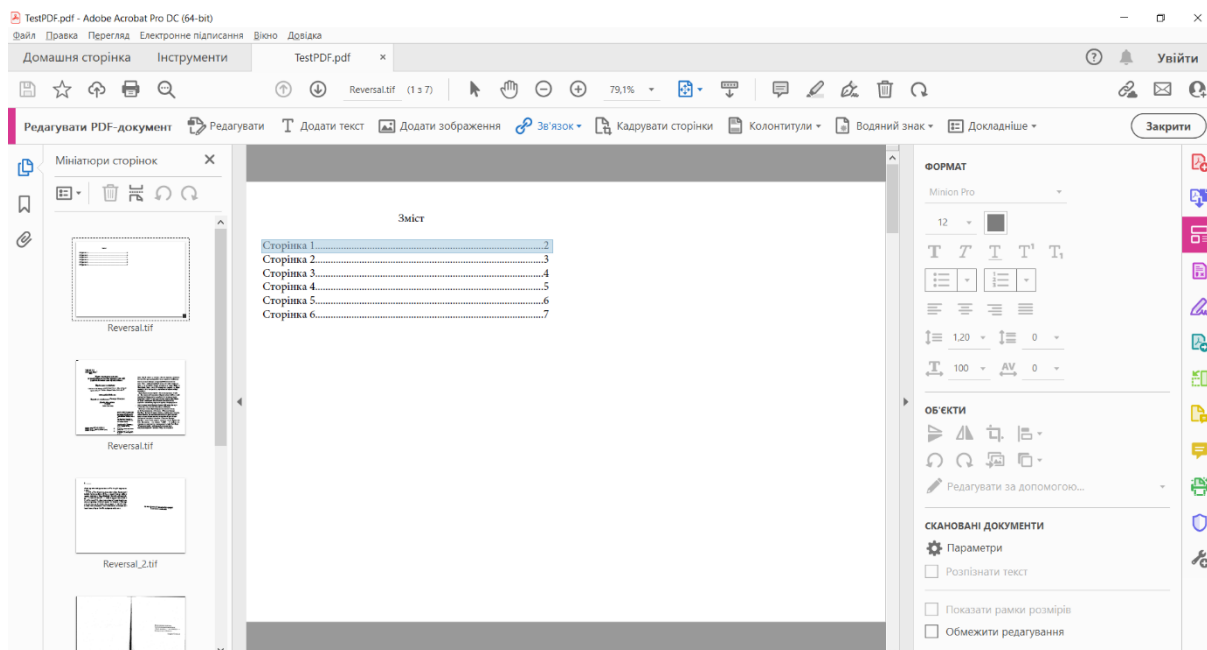 TestPDF.pdf - Adobe Acrobat Pro DC (64-bit)
Файл Правка Перегляд Електронне підписання Вікно Довідка
Домашня сторінка Інструменти TestPDF.pdf × Увійти
Reversal.tif (1 з 7) 79,1%
Редагувати PDF-документ Редагувати Додати текст Додати зображення Зв'язок Кадрувати сторінки Колонтитули Водяний знак Докладніше Закрити
Мініатюри сторінок
Reversal.tif
Reversal.tif
Reversal_2.tif
Зміст
Сторінка 1....................................................................................2
Сторінка 2....................................................................................3
Сторінка 3....................................................................................4
Сторінка 4....................................................................................5
Сторінка 5....................................................................................6
Сторінка 6....................................................................................7
ФОРМАТ
Minion Pro
12
T T T T¹ T₁
1,20 0
T 100 AV 0
ОБ'ЄКТИ
Редагувати за допомогою...
СКАНОВАНІ ДОКУМЕНТИ
Параметри
Розпізнати текст
Показати рамки розмірів
Обмежити редагування